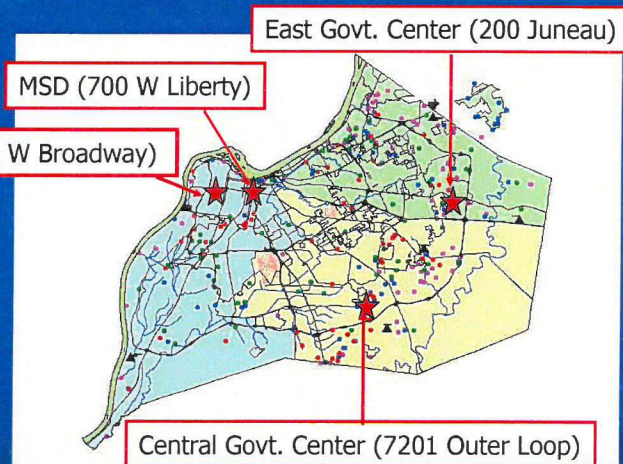 East Govt. Center (200 Juneau)
MSD (700 W Liberty)
W Broadway)
Central Govt. Center (7201 Outer Loop)